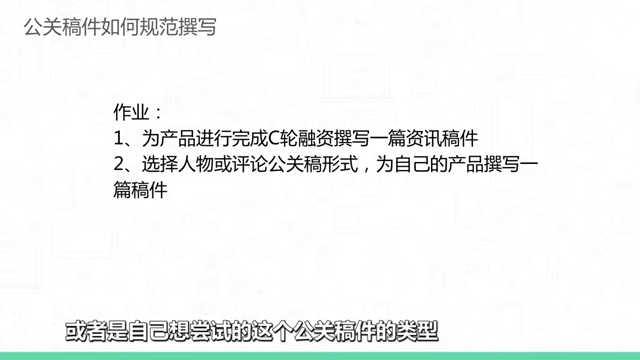 公关稿件如何规范撰写
作业：
1、为产品进行完成C轮融资撰写一篇资讯稿件
2、选择人物或评论公关稿形式，为自己的产品撰写一
篇稿件
或者是自己想尝试的这个公关稿件的类型